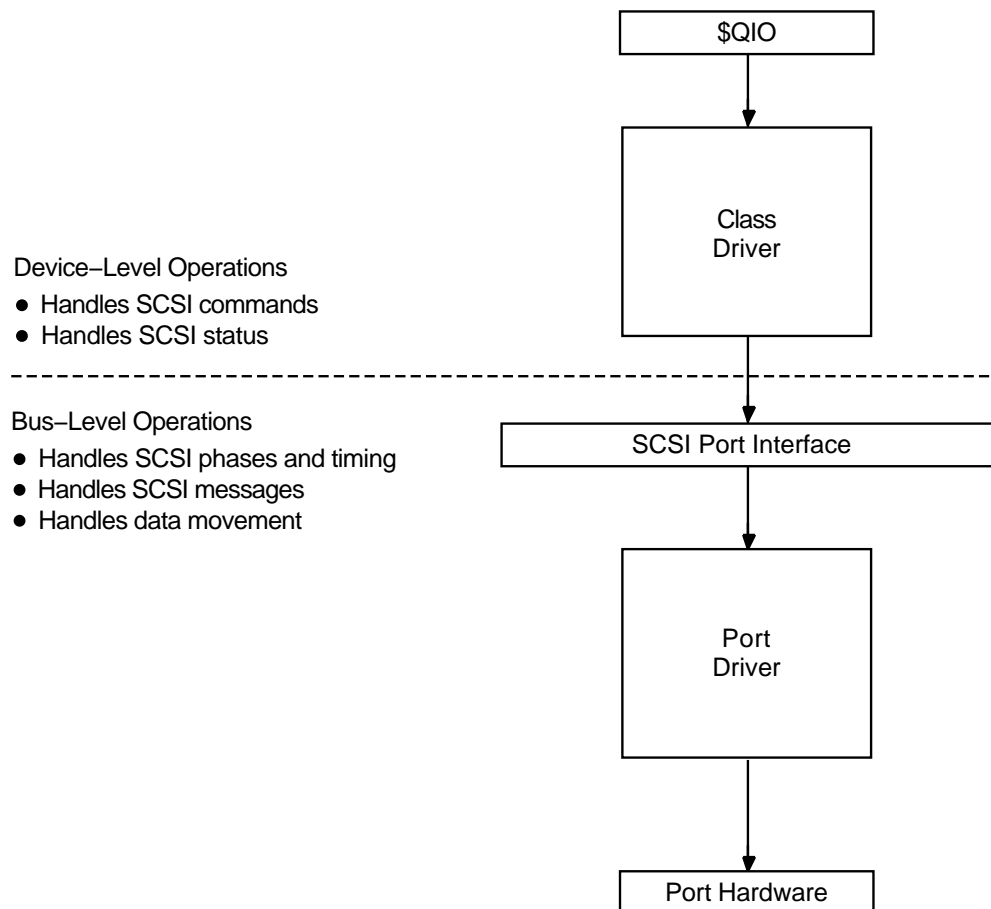 $QIO
Class
Driver
Device–Level Operations
● Handles SCSI commands
● Handles SCSI status
Bus–Level Operations
● Handles SCSI phases and timing
● Handles SCSI messages
● Handles data movement
SCSI Port Interface
Port
Driver
Port Hardware